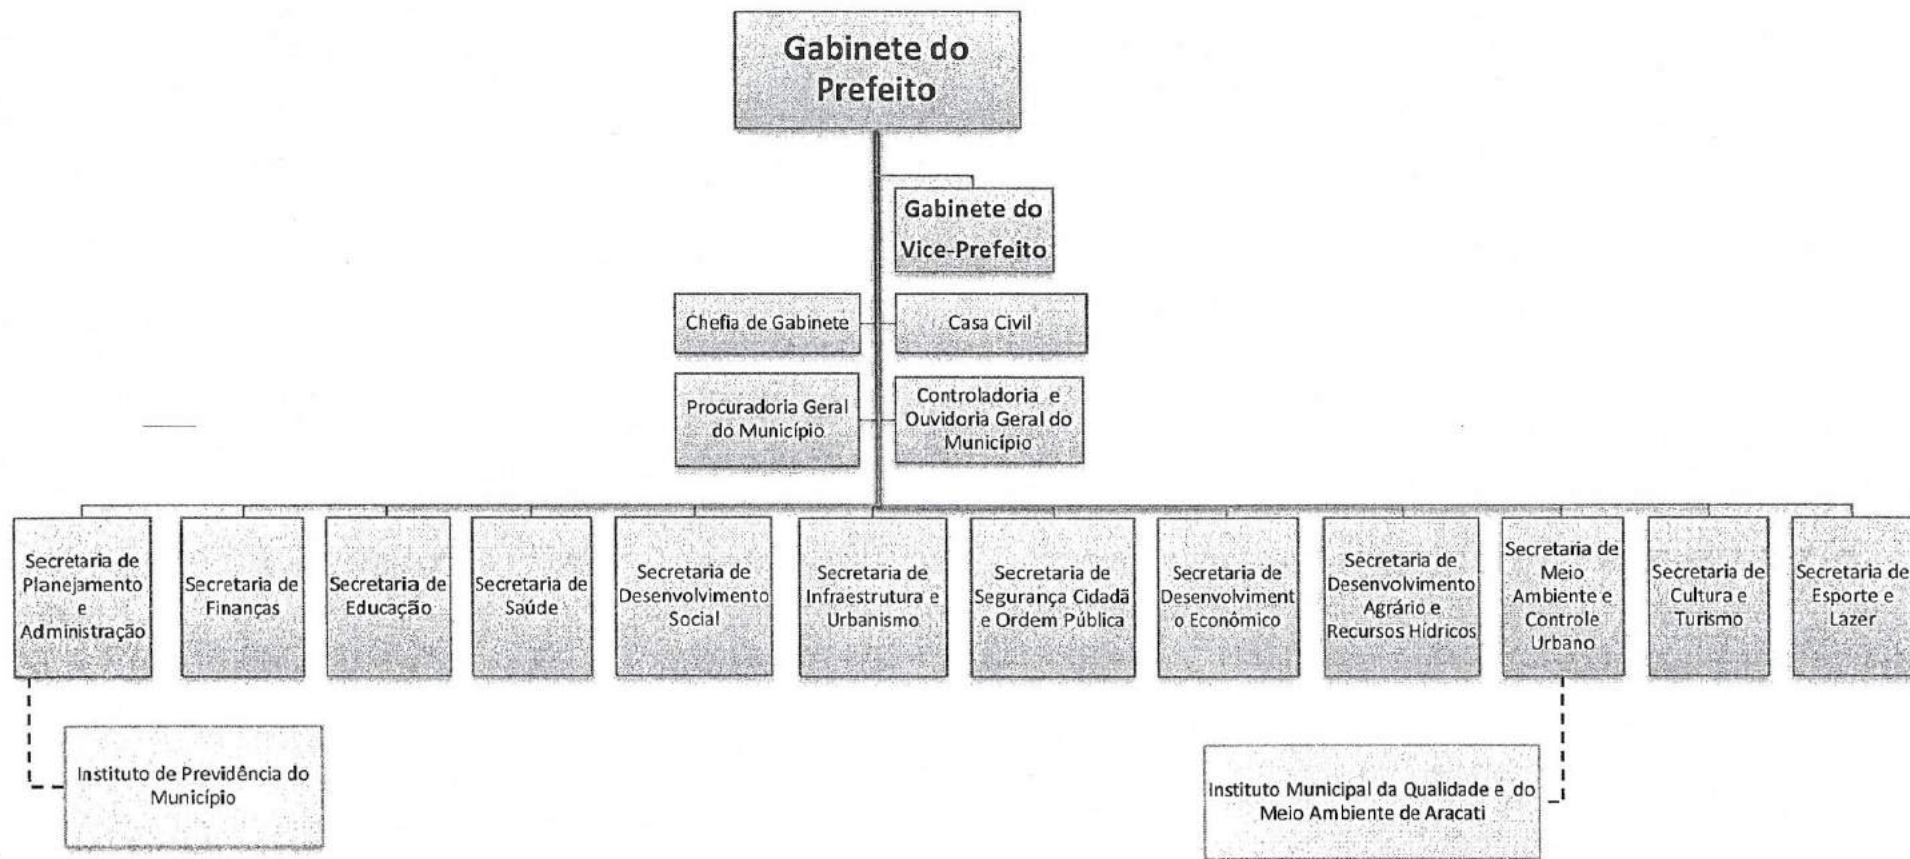 Gabinete do
Prefeito
Gabinete do
Vice-Prefeito
Chefia de Gabinete
Casa Civil
Procuradoria Geral
do Município
Controladoria e
Ouvidoria Geral do
Município
Secretaria de
Planejamento
e
Administração
Secretaria de
Finanças
Secretaria de
Educação
Secretaria de
Saúde
Secretaria de
Desenvolvimento
Social
Secretaria de
Infraestrutura e
Urbanismo
Secretaria de
Segurança Cidadã
e Ordem Pública
Secretaria de
Desenvolviment
o Econômico
Secretaria de
Desenvolvimento
Agrário e
Recursos Hídricos
Secretaria de
Meio
Ambiente e
Controle
Urbano
Secretaria de
Cultura e
Turismo
Secretaria de
Esporte e
Lazer
Instituto de Previdência do
Município
Instituto Municipal da Qualidade e do
Meio Ambiente de Aracati